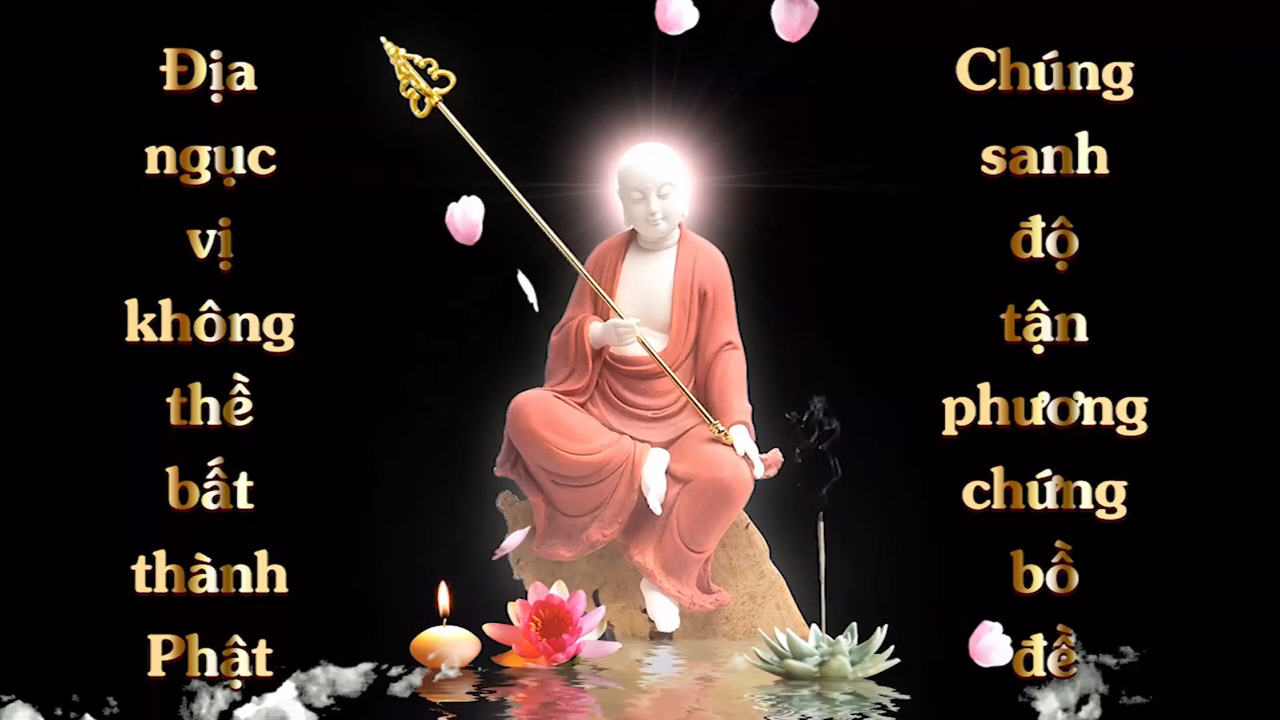 Địa
ngục
vị
không
thề
bất
thành
Phật
Chúng
sanh
độ
tận
phương
chứng
bồ
đề